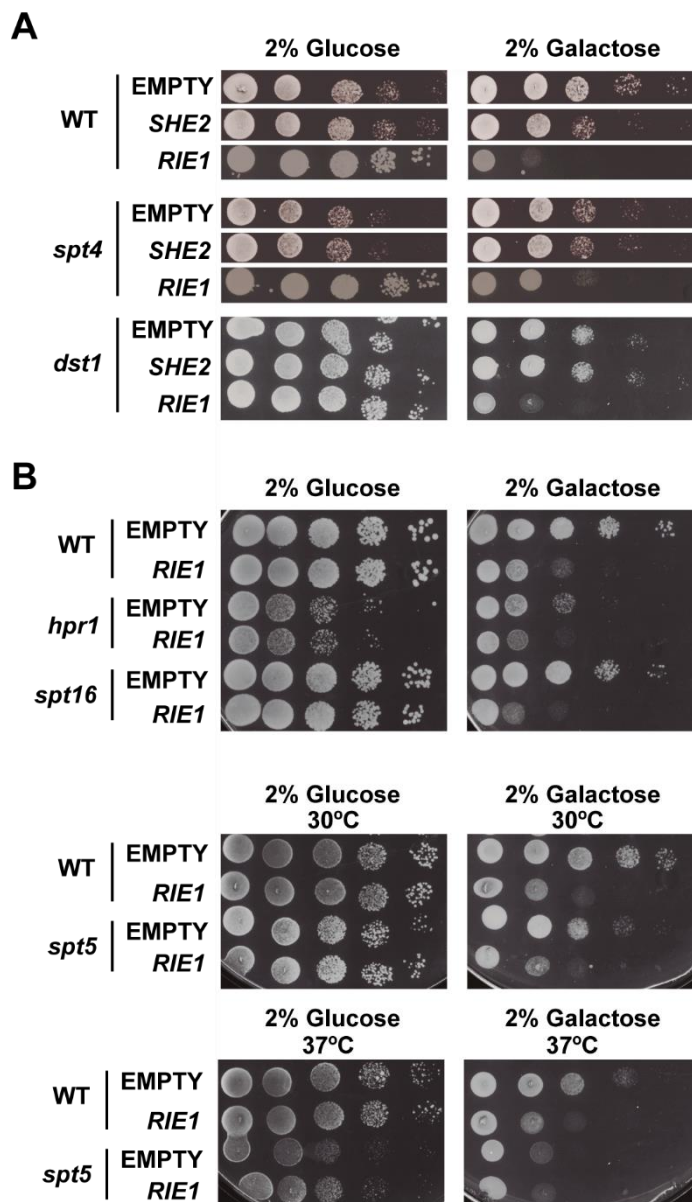 A
2% Glucose 2% Galactose
WT EMPTY
SHE2
RIE1
spt4 EMPTY
SHE2
RIE1
dst1 EMPTY
SHE2
RIE1
B
2% Glucose 2% Galactose
WT EMPTY
RIE1
hpr1 EMPTY
RIE1
spt16 EMPTY
RIE1
2% Glucose 2% Galactose
30ºC 30ºC
WT EMPTY
RIE1
spt5 EMPTY
RIE1
2% Glucose 2% Galactose
37ºC 37ºC
WT EMPTY
RIE1
spt5 EMPTY
RIE1